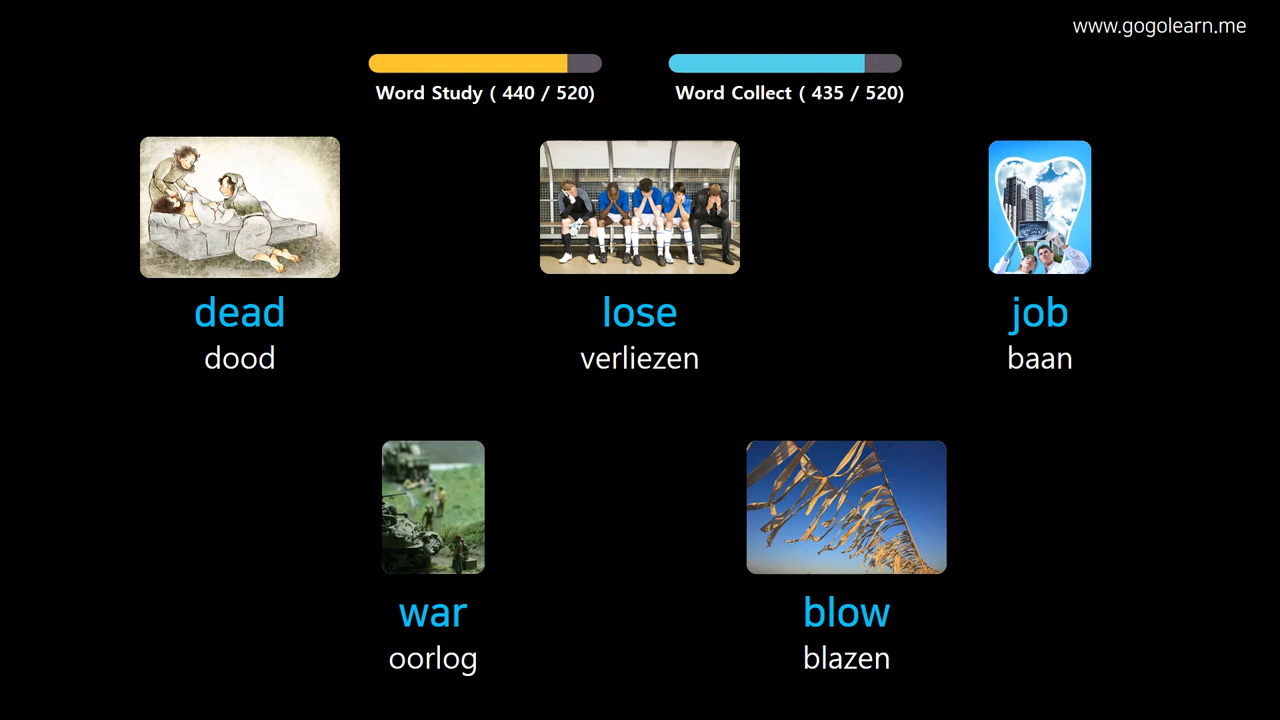 www.gogolearn.me
Word Study ( 440 / 520)
Word Collect ( 435 / 520)
dead
dood
lose
verliezen
job
baan
war
oorlog
blow
blazen